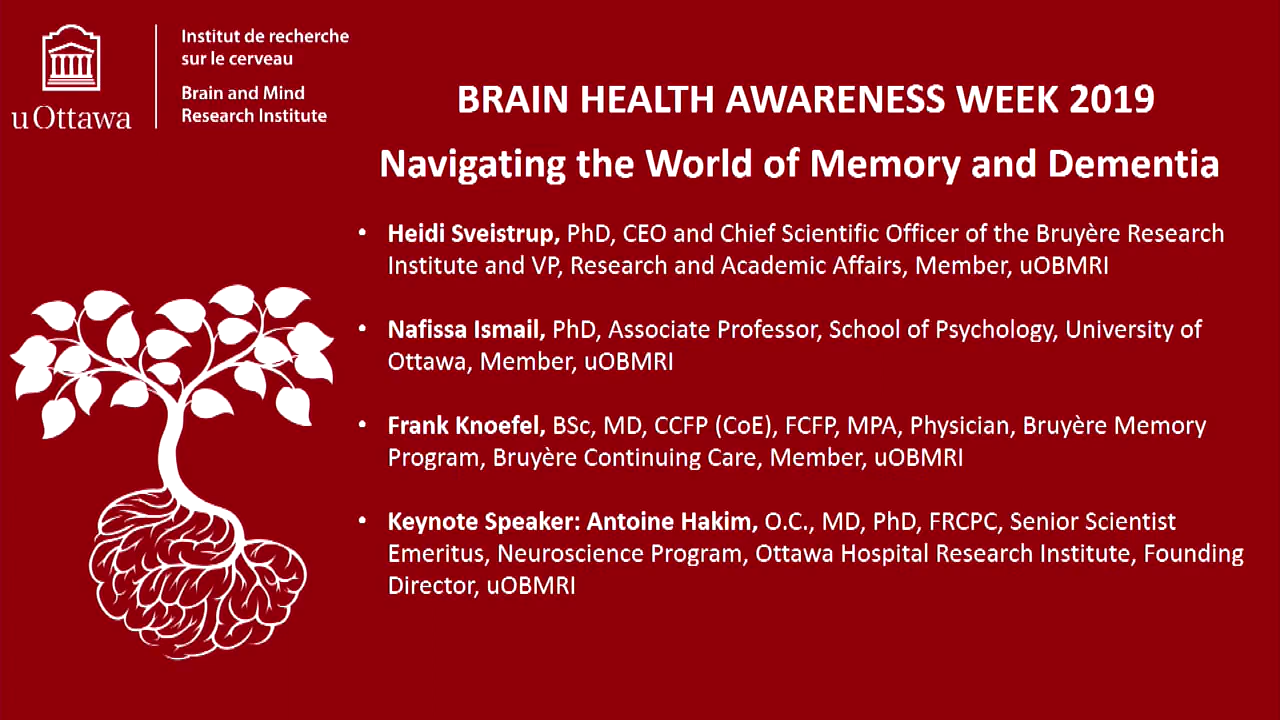 Institut de recherche
sur le cerveau
Brain and Mind
Research Institute
uOttawa
BRAIN HEALTH AWARENESS WEEK 2019
Navigating the World of Memory and Dementia
• Heidi Sveistrup, PhD, CEO and Chief Scientific Officer of the Bruyère Research
Institute and VP, Research and Academic Affairs, Member, uOBMRI
• Nafissa Ismail, PhD, Associate Professor, School of Psychology, University of
Ottawa, Member, uOBMRI
• Frank Knoefel, BSc, MD, CCFP (CoE), FCFP, MPA, Physician, Bruyère Memory
Program, Bruyère Continuing Care, Member, uOBMRI
• Keynote Speaker: Antoine Hakim, O.C., MD, PhD, FRCPC, Senior Scientist
Emeritus, Neuroscience Program, Ottawa Hospital Research Institute, Founding
Director, uOBMRI